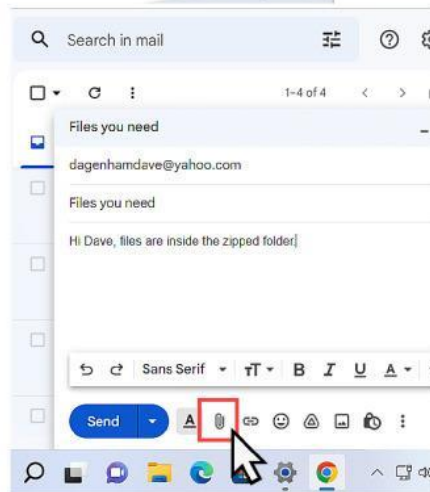 Search in mail
1–4 of 4
Files you need
dagenhamdave@yahoo.com
Files you need
Hi Dave, files are inside the zipped folder.
Sans Serif
B I U A
Send A